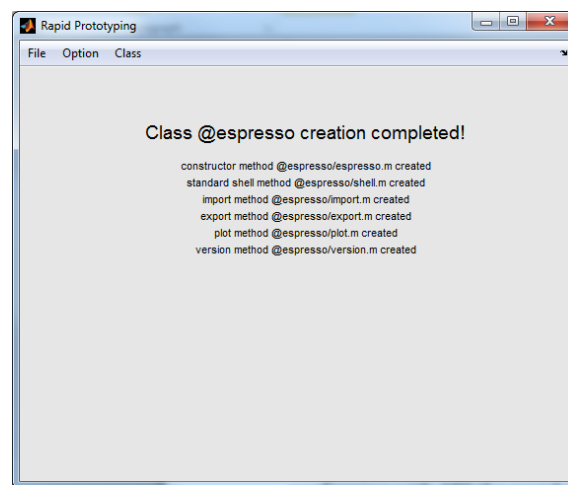 Rapid Prototyping
File Option Class
Class @espresso creation completed!
constructor method @espresso/espresso.m created
standard shell method @espresso/shell.m created
import method @espresso/import.m created
export method @espresso/export.m created
plot method @espresso/plot.m created
version method @espresso/version.m created